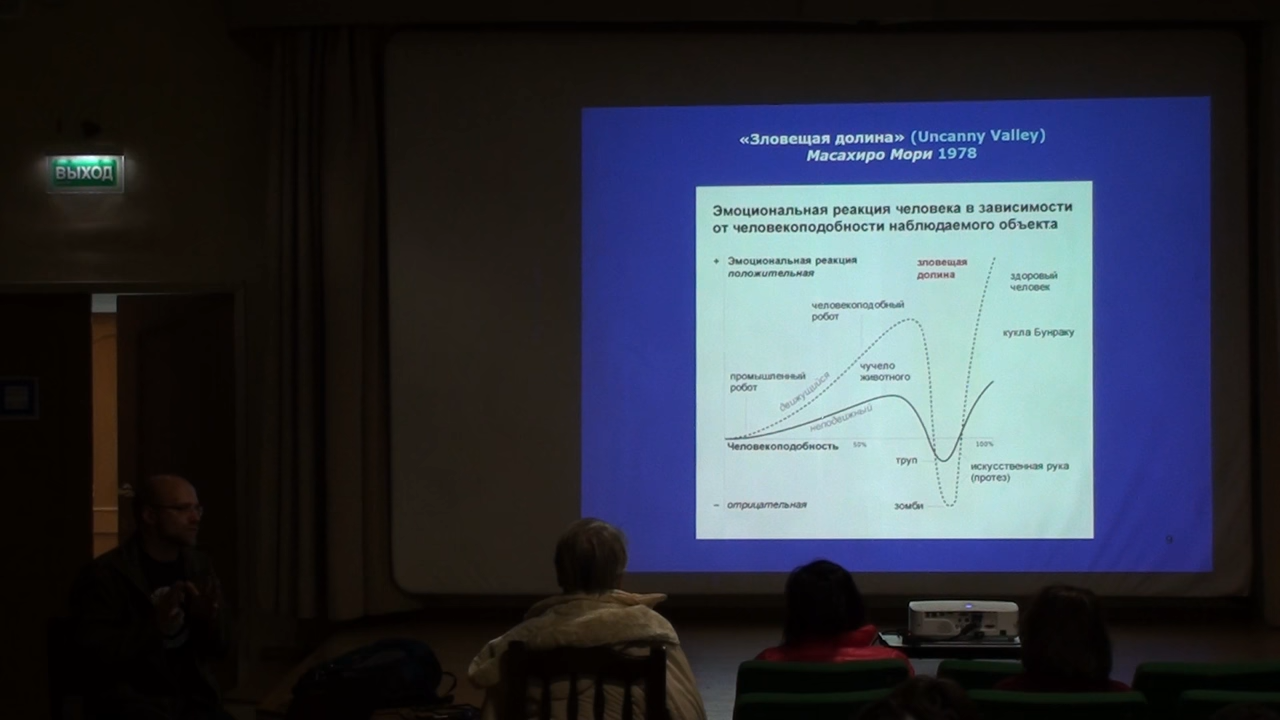 ВЫХОД
«Зловещая долина» (Uncanny Valley)
Масахиро Мори 1978
Эмоциональная реакция человека в зависимости
от человекоподобности наблюдаемого объекта
+ Эмоциональная реакция
положительная
зловещая
долина
здоровый
человек
человекоподобный
робот
кукла Бунраку
чучело
животного
промышленный
робот
движущийся
неподвижный
Человекоподобность
50%
100%
труп
искусственная рука
(протез)
– отрицательная
зомби
9